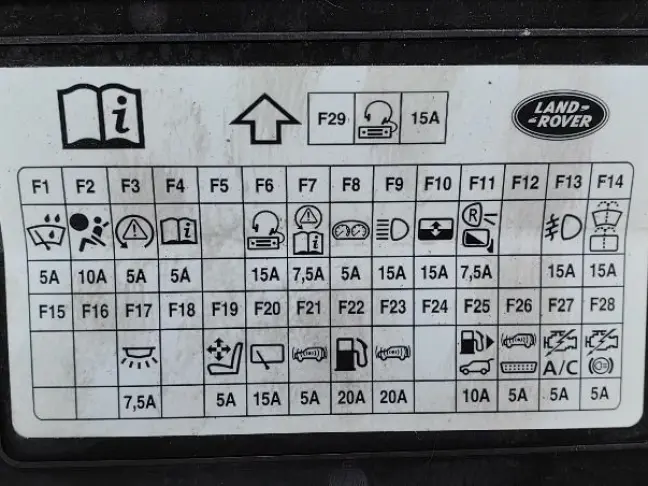 i F29 15A LAND- -ROVER
F1 F2 F3 F4 F5 F6 F7 F8 F9 F10 F11 F12 F13 F14
R
i i
5A 10A 5A 5A 15A 7,5A 5A 15A 15A 7,5A 15A 15A
F15 F16 F17 F18 F19 F20 F21 F22 F23 F24 F25 F26 F27 F28
A/C
7,5A 5A 15A 5A 20A 20A 10A 5A 5A 5A